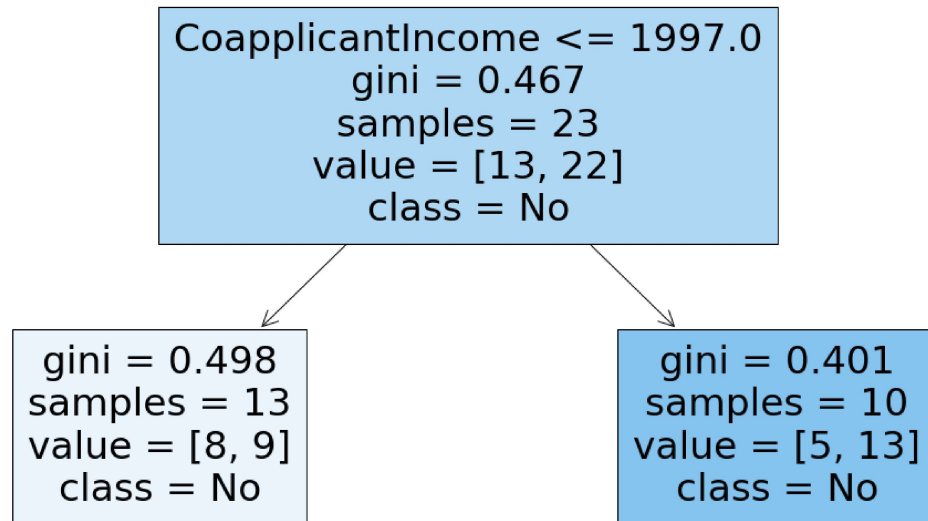 CoapplicantIncome <= 1997.0
gini = 0.467
samples = 23
value = [13, 22]
class = No
gini = 0.498
samples = 13
value = [8, 9]
class = No
gini = 0.401
samples = 10
value = [5, 13]
class = No